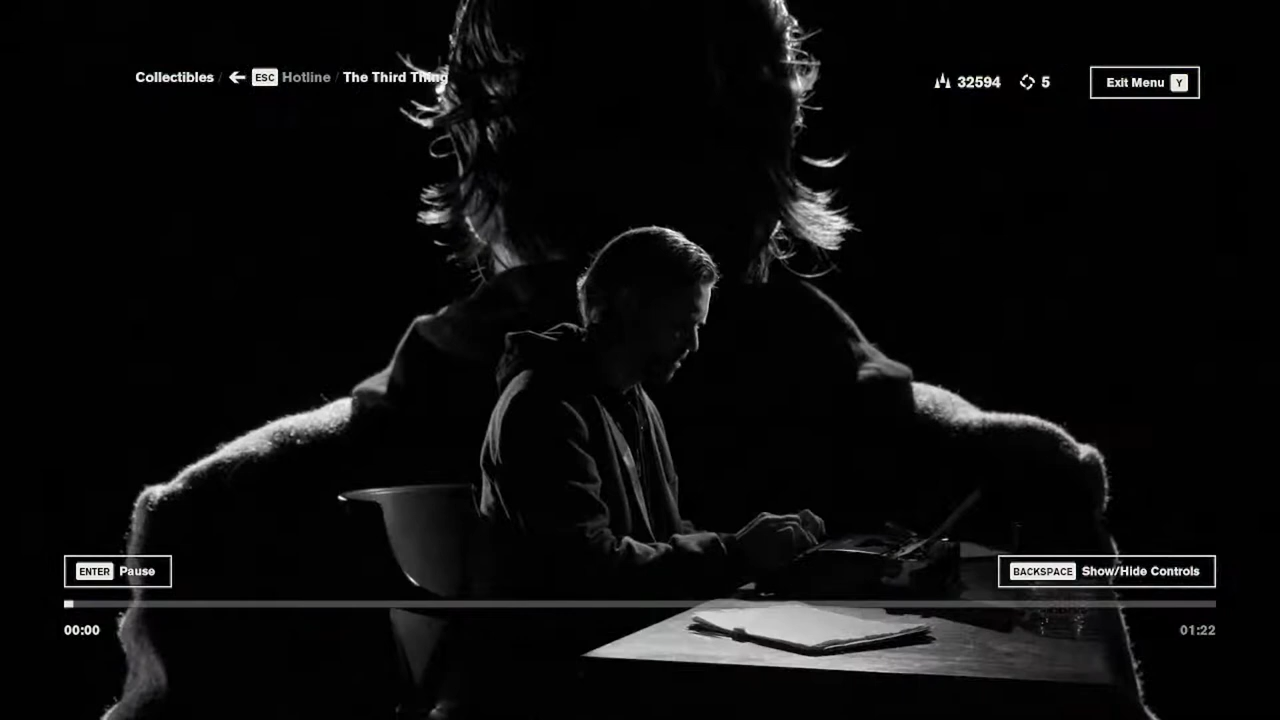 Collectibles / ESC Hotline / The Third Thing
32594 5
Exit Menu Y
ENTER Pause
BACKSPACE Show/Hide Controls
00:00
01:22